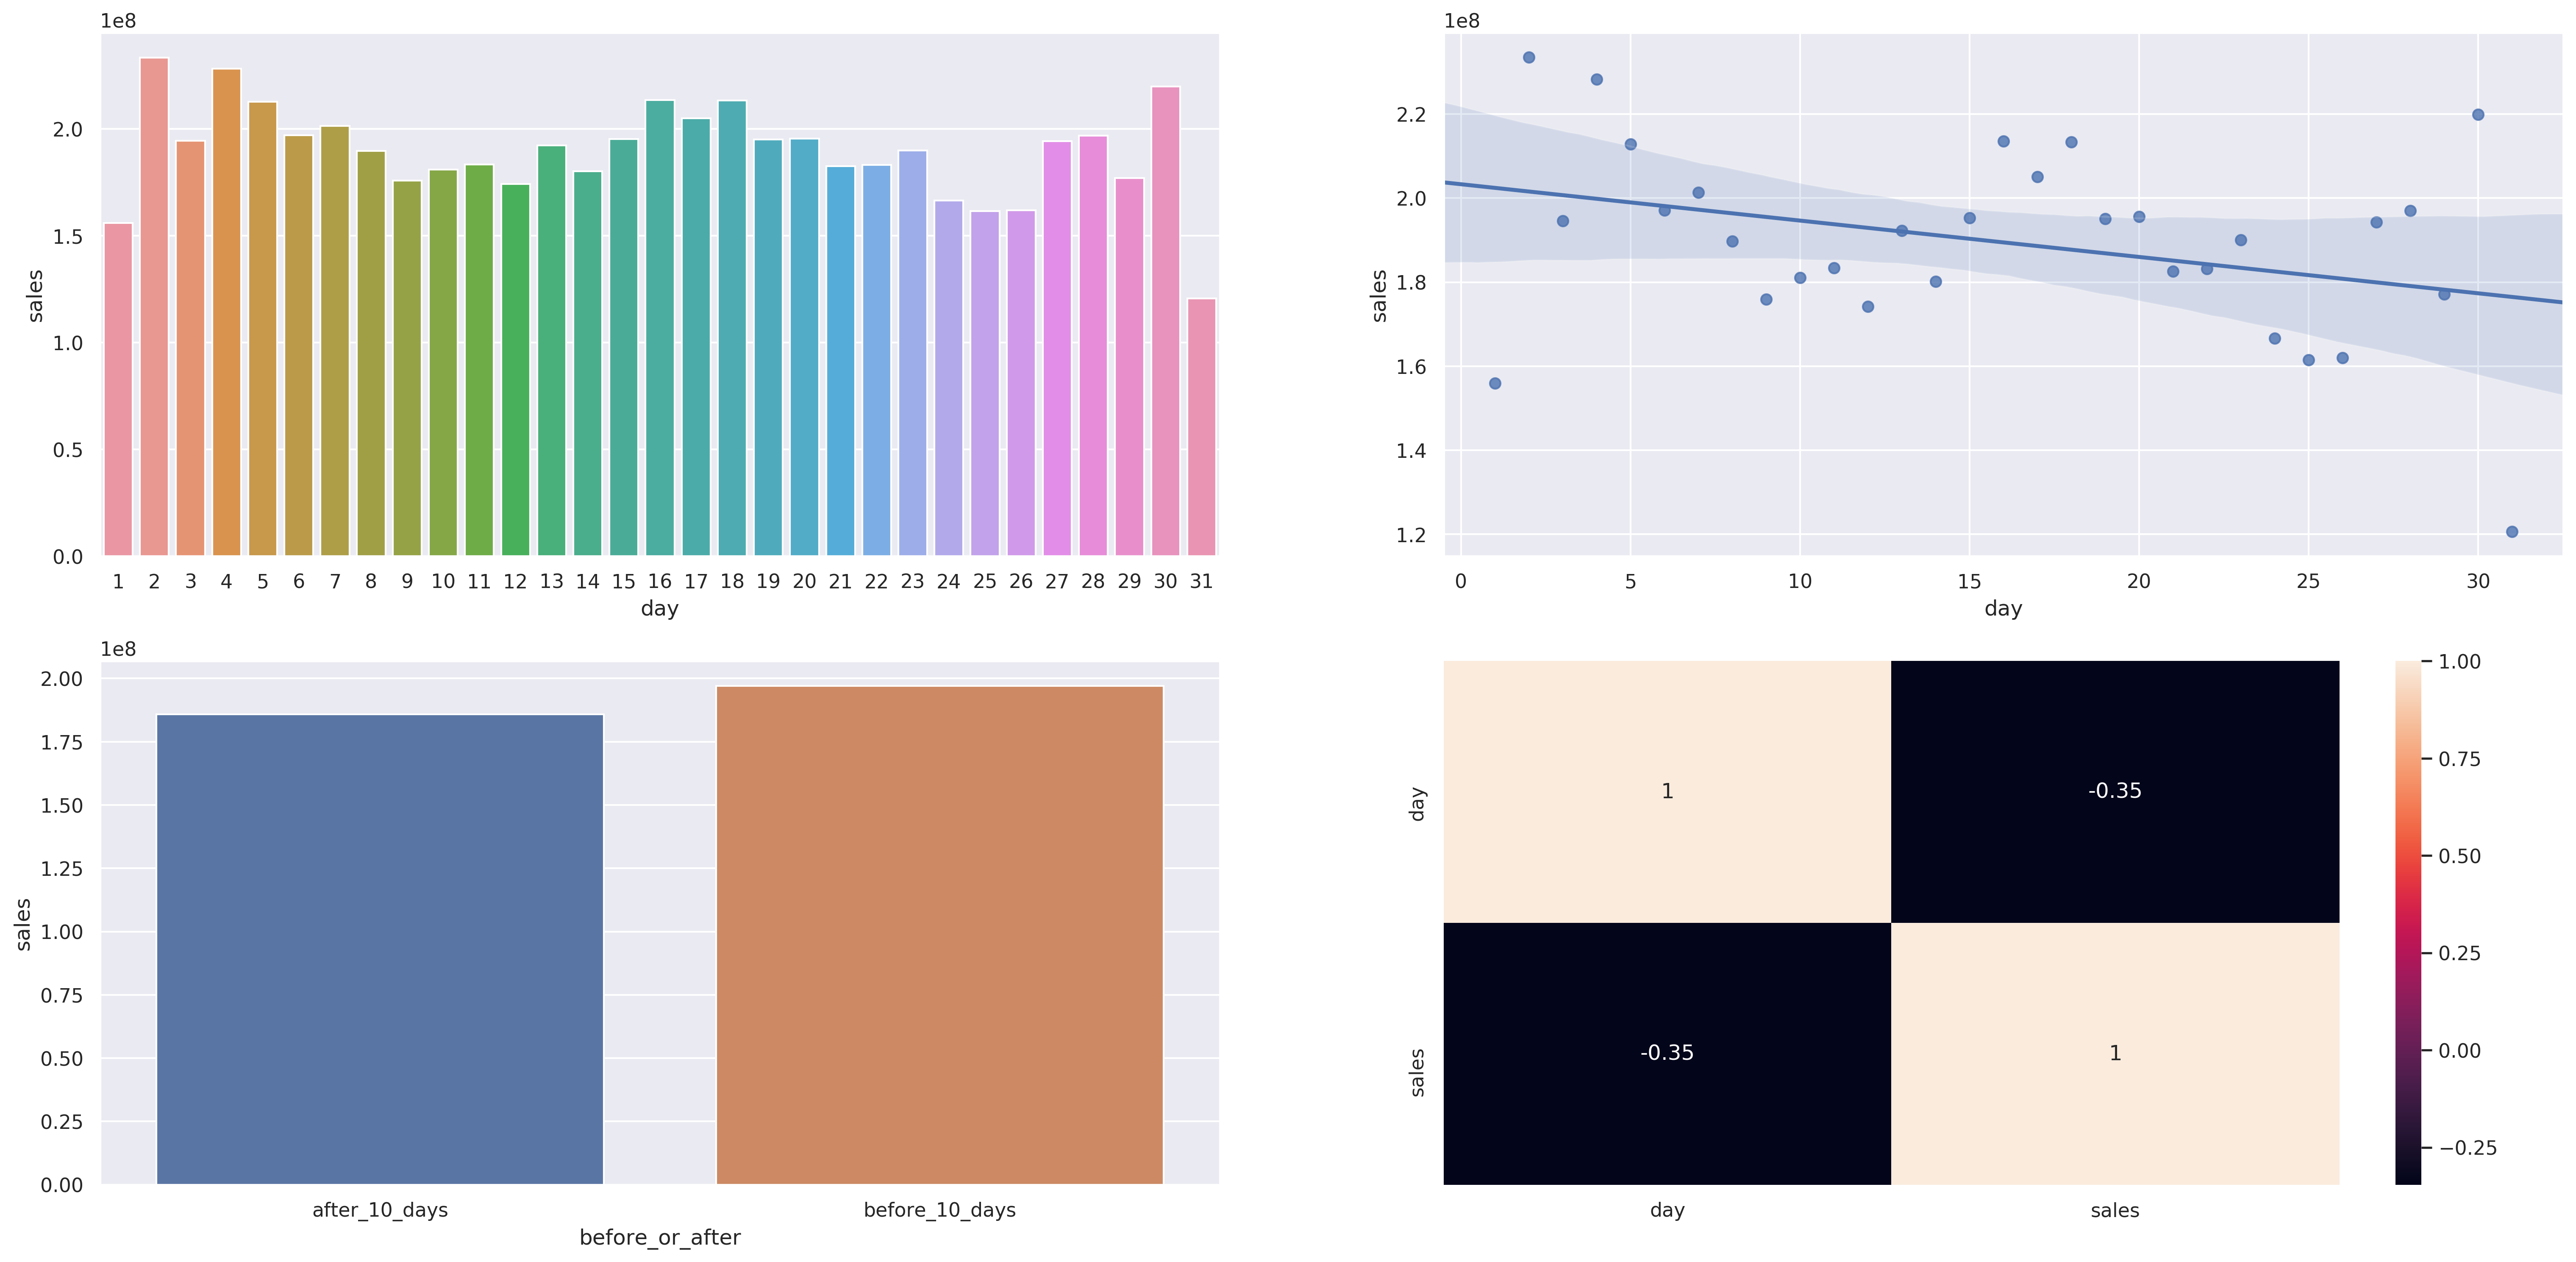 1e8
2.0
1.5
1.0
0.5
0.0
sales
1 2 3 4 5 6 7 8 9 10 11 12 13 14 15 16 17 18 19 20 21 22 23 24 25 26 27 28 29 30 31
day
1e8
2.2
2.0
1.8
1.6
1.4
1.2
sales
0 5 10 15 20 25 30
day
1e8
2.00
1.75
1.50
1.25
1.00
0.75
0.50
0.25
0.00
sales
after_10_days before_10_days
before_or_after
day
1 -0.35
sales
-0.35 1
day sales
1.00
0.75
0.50
0.25
0.00
−0.25